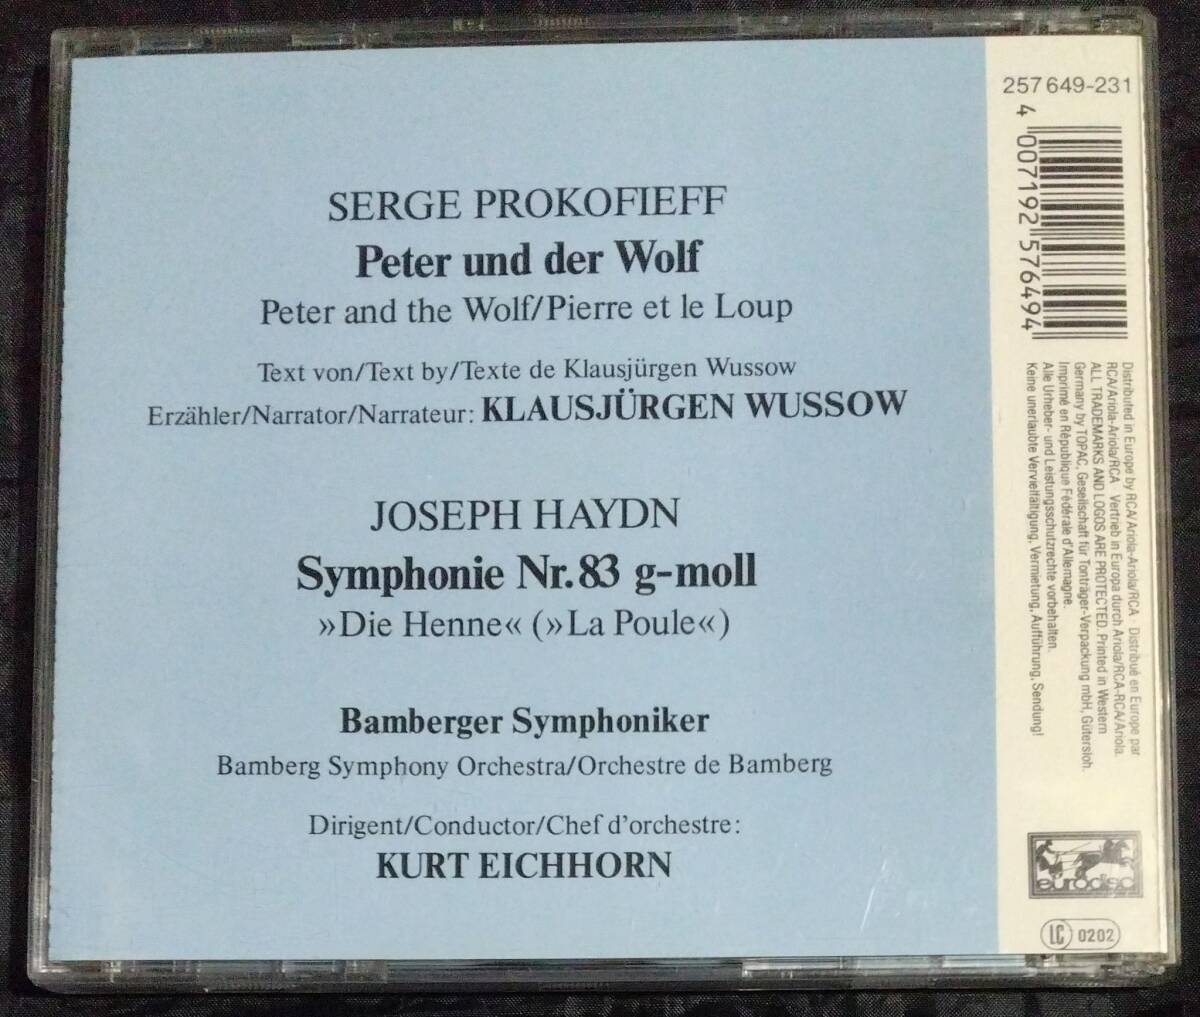 SERGE PROKOFIEFF
Peter und der Wolf
Peter and the Wolf/Pierre et le Loup
Text von/Text by/Texte de Klausjürgen Wussow
Erzähler/Narrator/Narrateur: KLAUSJÜRGEN WUSSOW
JOSEPH HAYDN
Symphonie Nr. 83 g-moll
»Die Henne« (»La Poule«)
Bamberger Symphoniker
Bamberg Symphony Orchestra/Orchestre de Bamberg
Dirigent/Conductor/Chef d'orchestre:
KURT EICHHORN
257 649-231
4 007192 576494
Distributed in Europe by RCA/Ariola-Ariola/RCA · Distribué en Europe par
RCA/Ariola-Ariola/RCA Vertrieb in Europa durch Ariola/RCA-RCA/Ariola.
ALL TRADEMARKS AND LOGOS ARE PROTECTED. Printed in Western
Germany by TOPAC, Gesellschaft für Tonträger-Verpackung mbH, Gütersloh.
Imprimé en République Fédérale d'Allemagne.
Alle Urheber- und Leistungsschutzrechte vorbehalten.
Keine unerlaubte Vervielfältigung, Vermietung, Aufführung, Sendung!
eurodisc
LC 0202